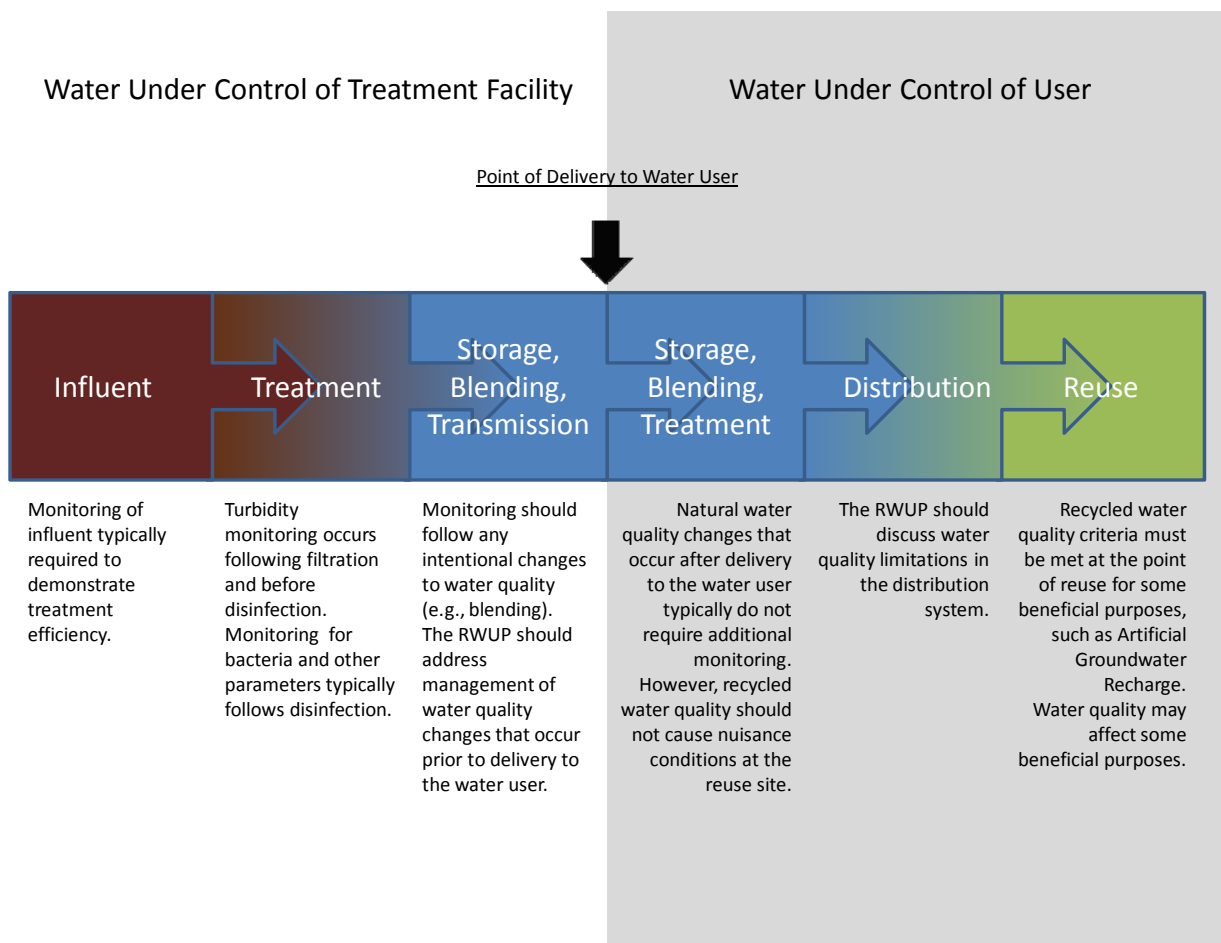 Water Under Control of Treatment Facility
Water Under Control of User
Point of Delivery to Water User
Influent
Treatment
Storage,
Blending,
Transmission
Storage,
Blending,
Treatment
Distribution
Reuse
Monitoring of
influent typically
required to
demonstrate
treatment
efficiency.
Turbidity
monitoring occurs
following filtration
and before
disinfection.
Monitoring for
bacteria and other
parameters typically
follows disinfection.
Monitoring should
follow any
intentional changes
to water quality
(e.g., blending).
The RWUP should
address
management of
water quality
changes that occur
prior to delivery to
the water user.
Natural water
quality changes that
occur after delivery
to the water user
typically do not
require additional
monitoring.
However, recycled
water quality should
not cause nuisance
conditions at the
reuse site.
The RWUP should
discuss water
quality limitations in
the distribution
system.
Recycled water
quality criteria must
be met at the point
of reuse for some
beneficial purposes,
such as Artificial
Groundwater
Recharge.
Water quality may
affect some
beneficial purposes.